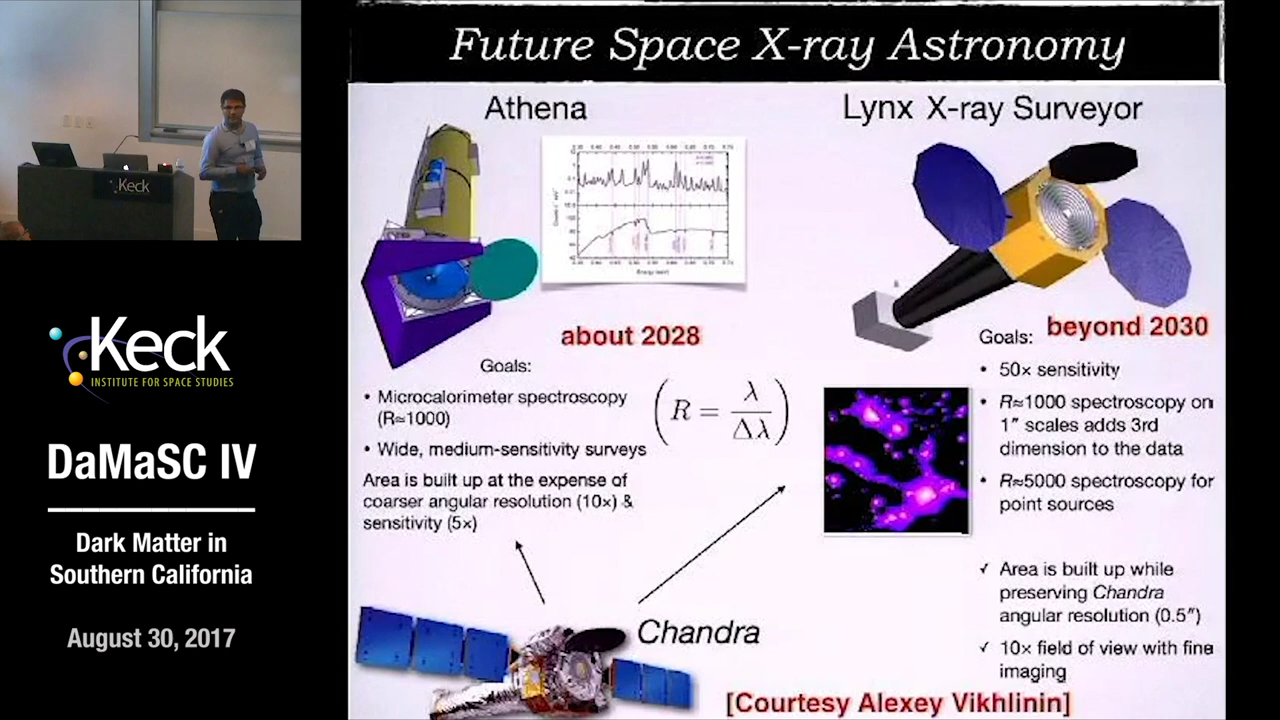 Future Space X-ray Astronomy
Athena
Lynx X-ray Surveyor
about 2028
Goals:
• Microcalorimeter spectroscopy
(R≈1000)
• Wide, medium-sensitivity surveys
Area is built up at the expense of
coarser angular resolution (10×) &
sensitivity (5×)
(R = λ/Δλ)
Goals:
beyond 2030
• 50× sensitivity
• R≈1000 spectroscopy on
1″ scales adds 3rd
dimension to the data
• R≈5000 spectroscopy for
point sources
✓ Area is built up while
preserving Chandra
angular resolution (0.5″)
✓ 10× field of view with fine
imaging
Chandra
[Courtesy Alexey Vikhlinin]
Keck
Keck
INSTITUTE FOR SPACE STUDIES
DaMaSC IV
Dark Matter in
Southern California
August 30, 2017